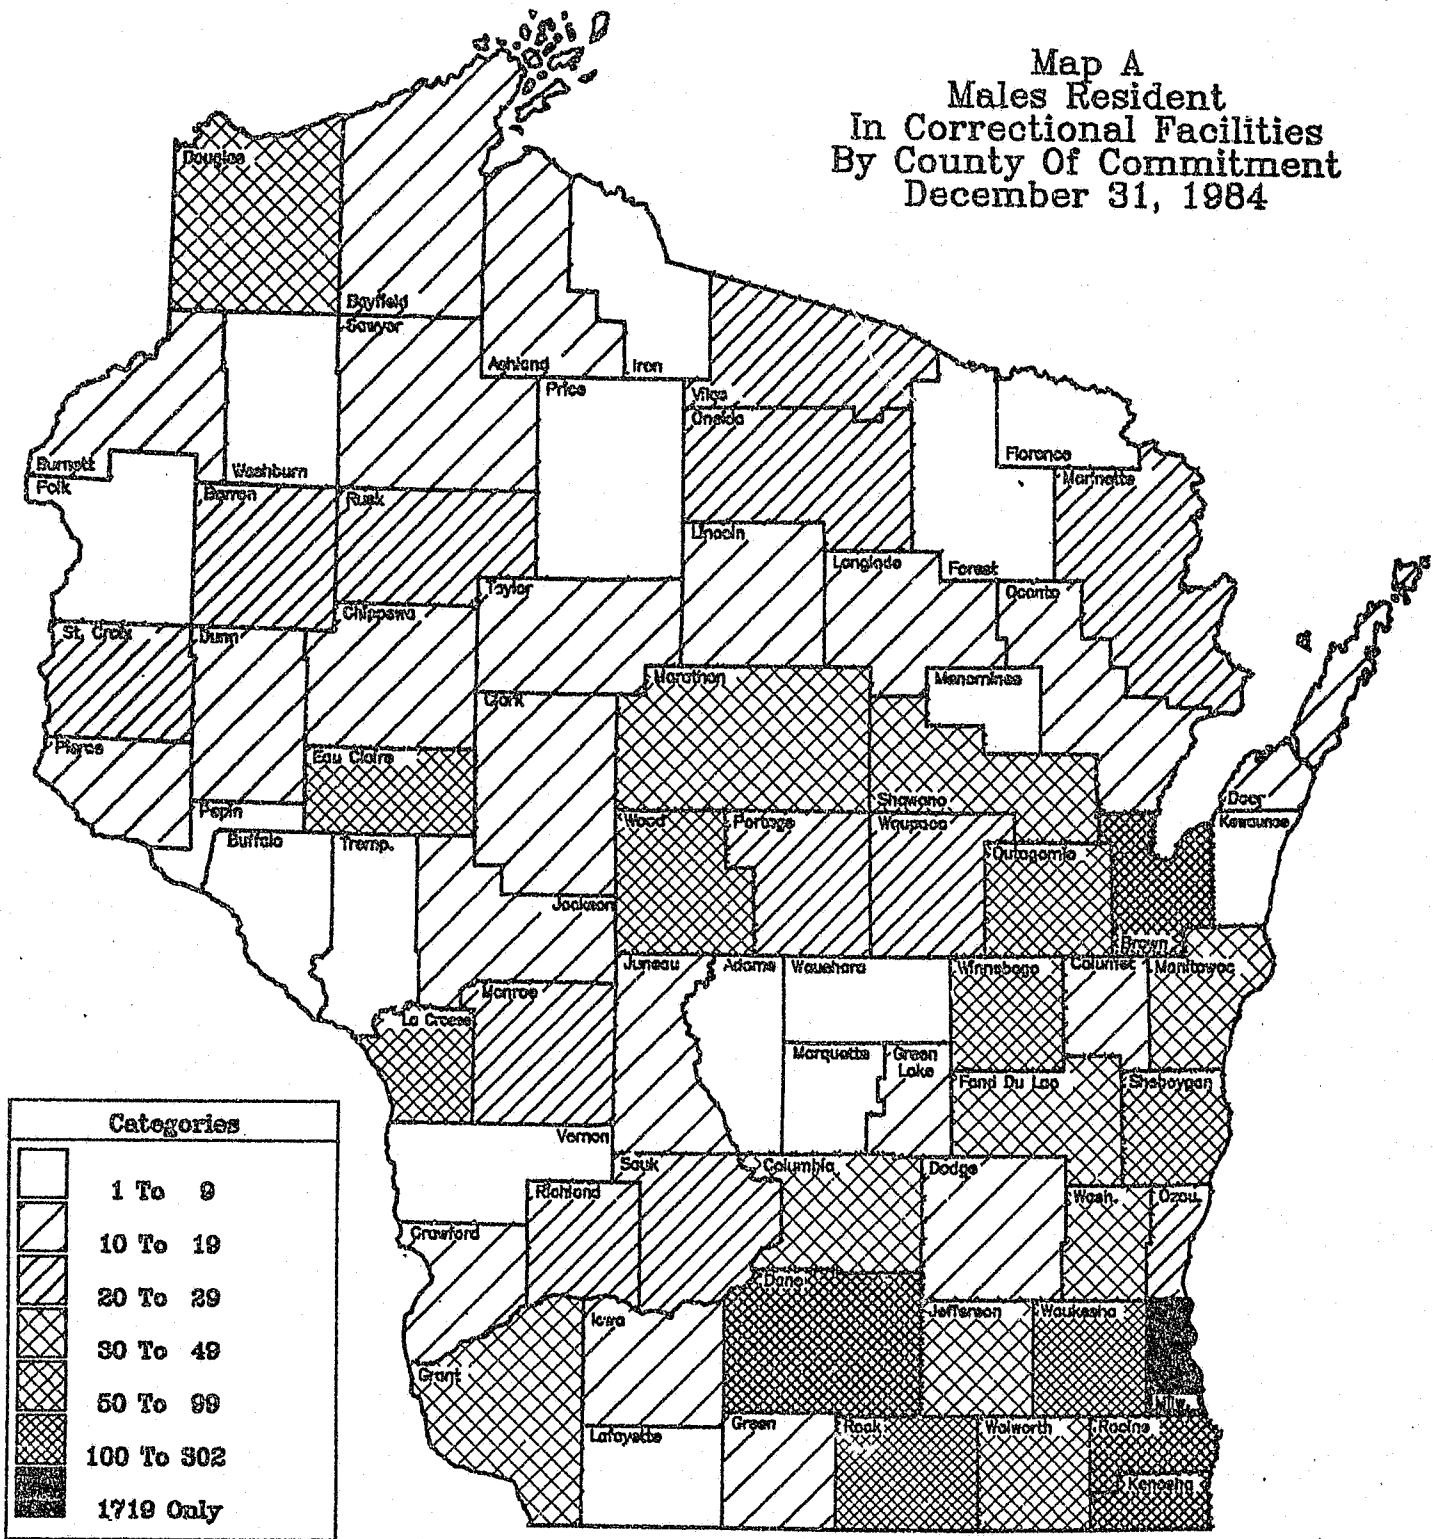 Map A
Males Resident
In Correctional Facilities
By County Of Commitment
December 31, 1984
Douglas
Bayfield
Sawyer
Ashland
Iron
Price
Vilas
Oneida
Florence
Burnett
Washburn
Polk
Barron
Rusk
Marinette
Lincoln
Langlade
Forest
Taylor
Oconto
Chippewa
St. Croix
Dunn
Marathon
Menominee
Clark
Pierce
Eau Claire
Shawano
Door
Pepin
Wood
Portage
Waupaca
Kewaunee
Buffalo
Tremp.
Outagamie
Jackson
Brown
Juneau
Adams
Waushara
Winnebago
Calumet
Manitowoc
Monroe
La Crosse
Marquette
Green
Lake
Fond Du Lac
Sheboygan
Vernon
Sauk
Columbia
Dodge
Richland
Wash.
Ozau.
Crawford
Dane
Iowa
Jefferson
Waukesha
Grant
Milw.
Green
Rock
Walworth
Racine
Lafayette
Kenosha
Categories
1 To 9
10 To 19
20 To 29
30 To 49
50 To 99
100 To 302
1719 Only